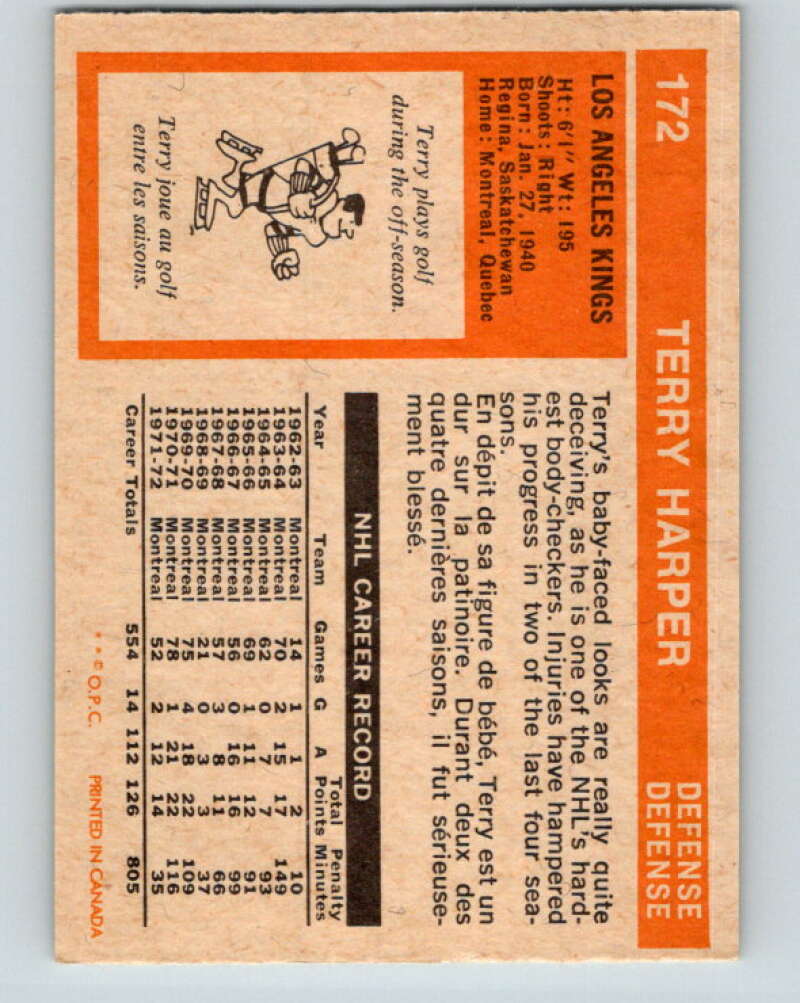 172 TERRY HARPER DEFENSE
DEFENSE
LOS ANGELES KINGS
Ht: 6'1" Wt: 195
Shoots: Right
Born: Jan. 27, 1940
Regina, Saskatchewan
Home: Montreal, Quebec
Terry plays golf
during the off-season.
Terry joue au golf
entre les saisons.
Terry's baby-faced looks are really quite
deceiving, as he is one of the NHL's hard-
est body-checkers. Injuries have hampered
his progress in two of the last four sea-
sons.
En dépit de sa figure de bébé, Terry est un
dur sur la patinoire. Durant deux des
quatre dernières saisons, il fut sérieuse-
ment blessé.
NHL CAREER RECORD
Total Penalty
Year Team Games G A Points Minutes
1962-63 Montreal 14 1 1 2 10
1963-64 Montreal 70 2 15 17 149
1964-65 Montreal 62 0 7 7 93
1965-66 Montreal 69 1 11 12 91
1966-67 Montreal 56 0 16 16 99
1967-68 Montreal 57 3 8 11 66
1968-69 Montreal 21 0 3 3 37
1969-70 Montreal 75 4 18 22 109
1970-71 Montreal 78 1 21 22 116
1971-72 Montreal 52 2 12 14 35
Career Totals 554 14 112 126 805
* * © O.P.C. PRINTED IN CANADA